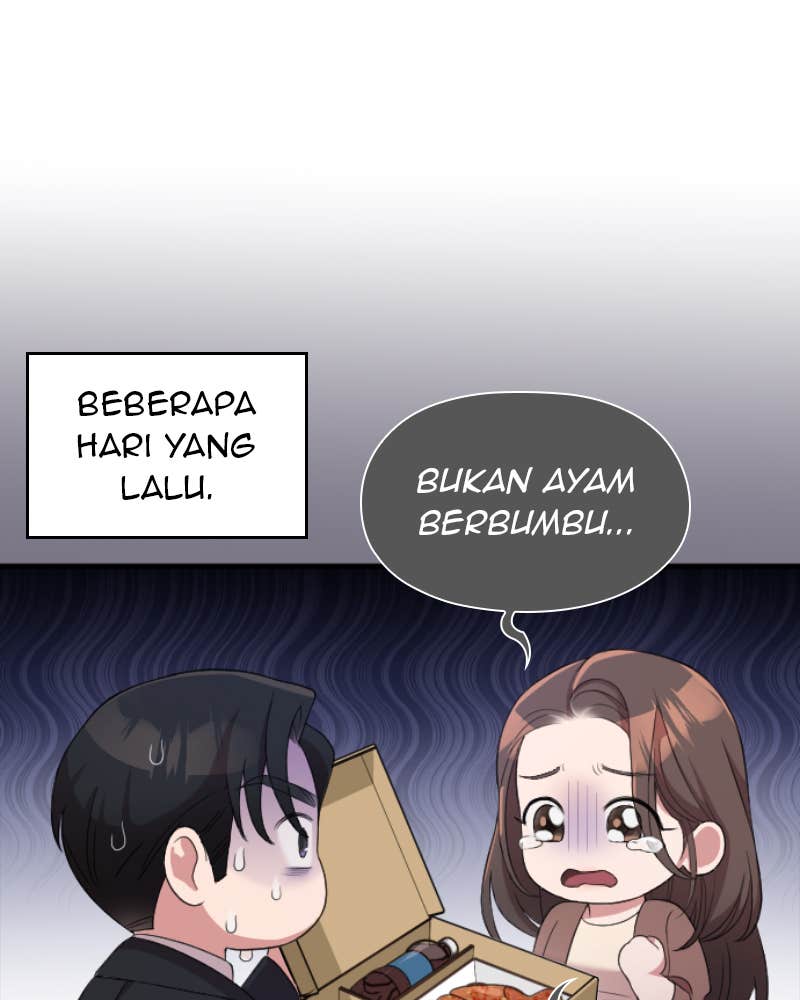 BEBERAPA
HARI YANG
LALU.
BUKAN AYAM
BERBUMBU...